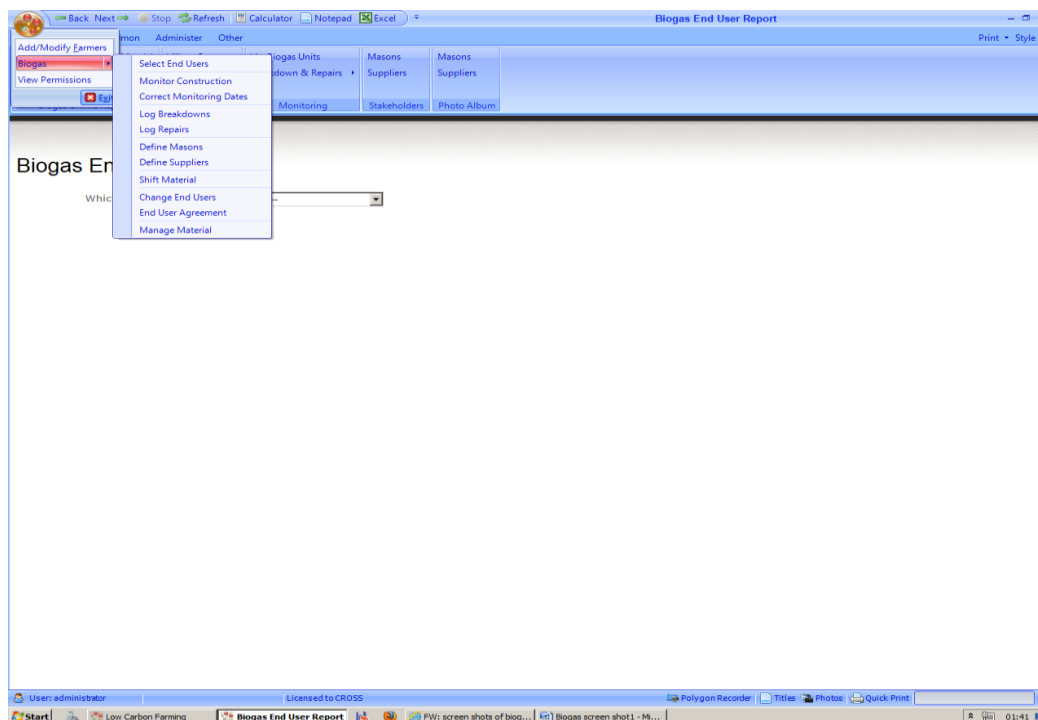 Back Next Stop Refresh Calculator Notepad Excel
Biogas End User Report
mon Administer Other
Print Style
Add/Modify Farmers
Biogas
View Permissions
Exit
Select End Users
Monitor Construction
Correct Monitoring Dates
Log Breakdowns
Log Repairs
Define Masons
Define Suppliers
Shift Material
Change End Users
End User Agreement
Manage Material
iogas Units
down & Repairs
Monitoring
Masons
Suppliers
Stakeholders
Masons
Suppliers
Photo Album
Biogas En
Whic
User: administrator
Licensed to CROSS
Polygon Recorder Titles Photos Quick Print
Start Low Carbon Farming Biogas End User Report FW: screen shots of biog... Biogas screen shot1 - Mi... 01:41